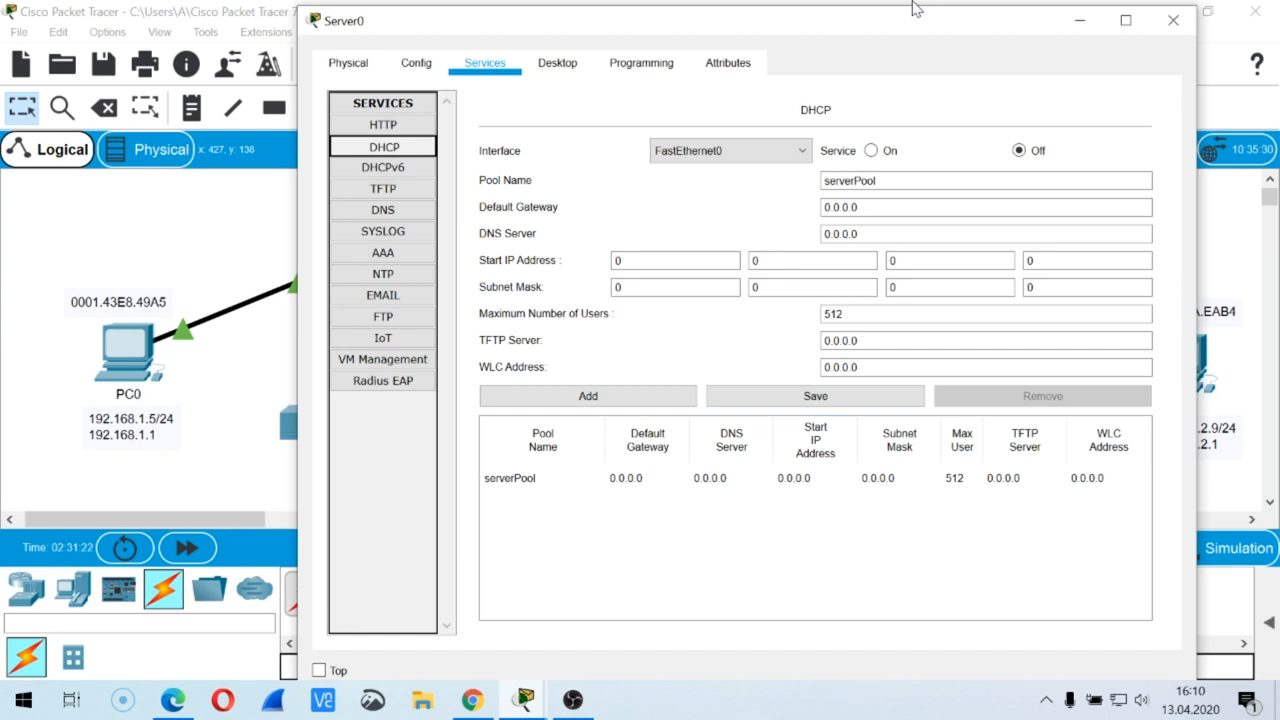 Cisco Packet Tracer - C:\Users\A\Cisco Packet Tracer 7
File Edit Options View Tools Extensions
?
Logical Physical x: 427, y: 138
10:35:30
Server0
Physical Config Services Desktop Programming Attributes
SERVICES
HTTP
DHCP
DHCPv6
TFTP
DNS
SYSLOG
AAA
NTP
EMAIL
FTP
IoT
VM Management
Radius EAP
DHCP
Interface FastEthernet0 Service On Off
Pool Name serverPool
Default Gateway 0.0.0.0
DNS Server 0.0.0.0
Start IP Address : 0 0 0 0
Subnet Mask: 0 0 0 0
Maximum Number of Users : 512
TFTP Server: 0.0.0.0
WLC Address: 0.0.0.0
Add Save Remove
Pool Name Default Gateway DNS Server Start IP Address Subnet Mask Max User TFTP Server WLC Address
serverPool 0.0.0.0 0.0.0.0 0.0.0.0 0.0.0.0 512 0.0.0.0 0.0.0.0
Top
0001.43E8.49A5
PC0
192.168.1.5/24
192.168.1.1
.EAB4
.2.9/24
.2.1
Time: 02:31:22
Simulation
16:10
13.04.2020
1